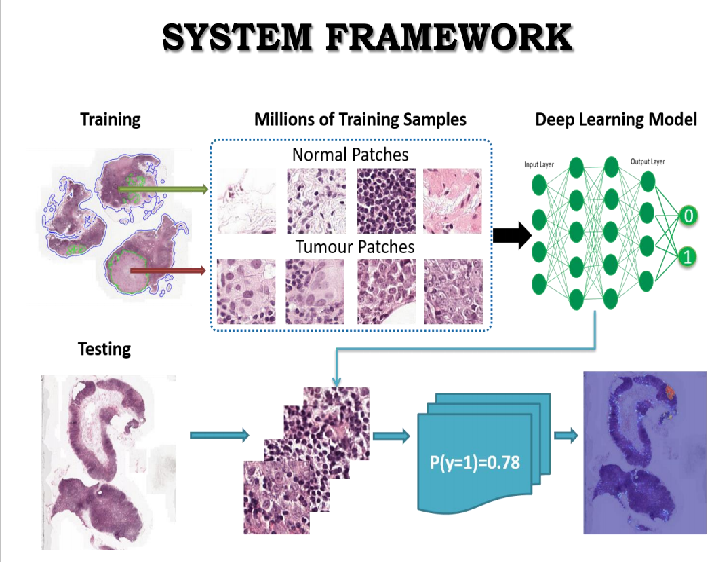 SYSTEM FRAMEWORK
Training
Millions of Training Samples
Deep Learning Model
Normal Patches
Input Layer
Output Layer
0
1
Tumour Patches
Testing
P(y=1)=0.78